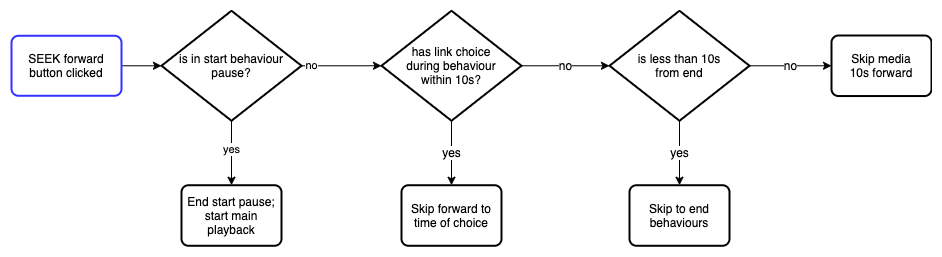 SEEK forward
button clicked
is in start behaviour
pause?
no
has link choice
during behaviour
within 10s?
no
is less than 10s
from end
no
Skip media
10s forward
yes
yes
yes
End start pause;
start main
playback
Skip forward to
time of choice
Skip to end
behaviours